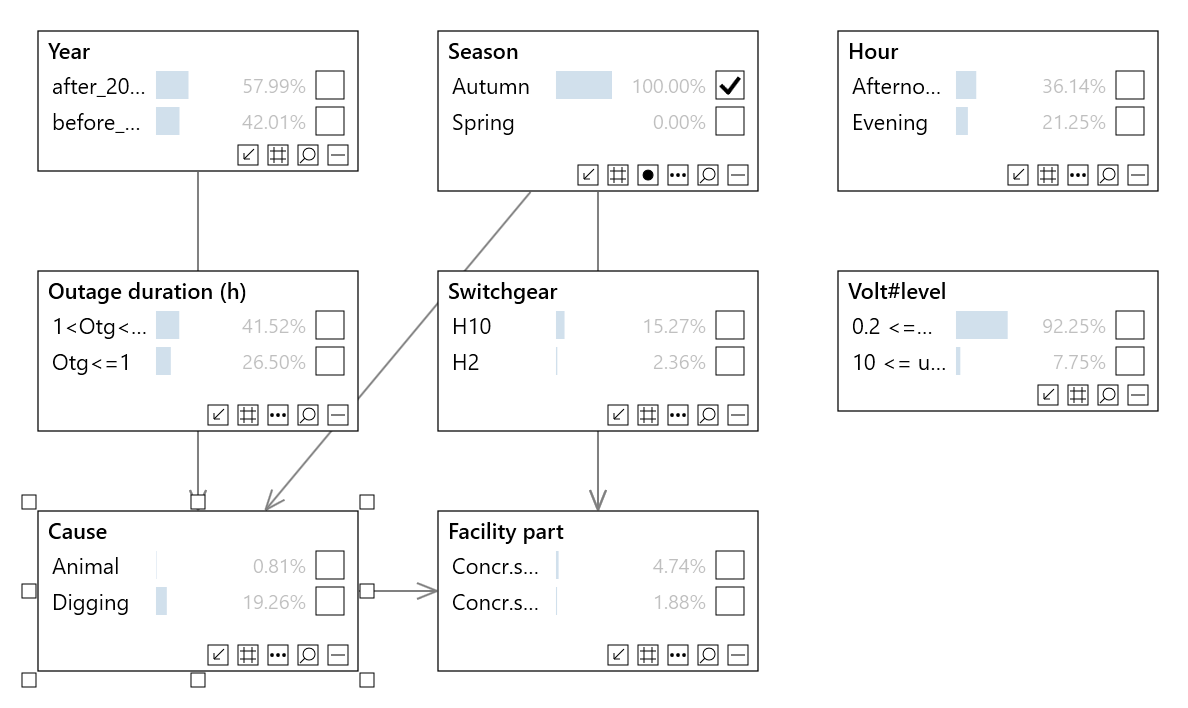 Year
after_20... 57.99%
before_... 42.01%
Season
Autumn 100.00%
Spring 0.00%
Hour
Afterno... 36.14%
Evening 21.25%
Outage duration (h)
1<Otg<... 41.52%
Otg<=1 26.50%
Switchgear
H10 15.27%
H2 2.36%
Volt#level
0.2 <=... 92.25%
10 <= u... 7.75%
Cause
Animal 0.81%
Digging 19.26%
Facility part
Concr.s... 4.74%
Concr.s... 1.88%